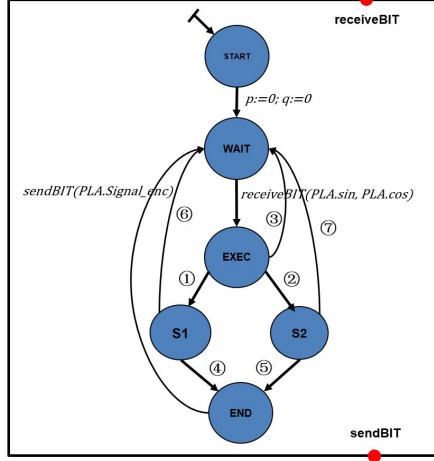 receiveBIT
START
p:=0; q:=0
WAIT
sendBIT(PLA.Signal_enc)
receiveBIT(PLA.sin, PLA.cos)
⑥
③
⑦
EXEC
①
②
S1
S2
④
⑤
END
sendBIT